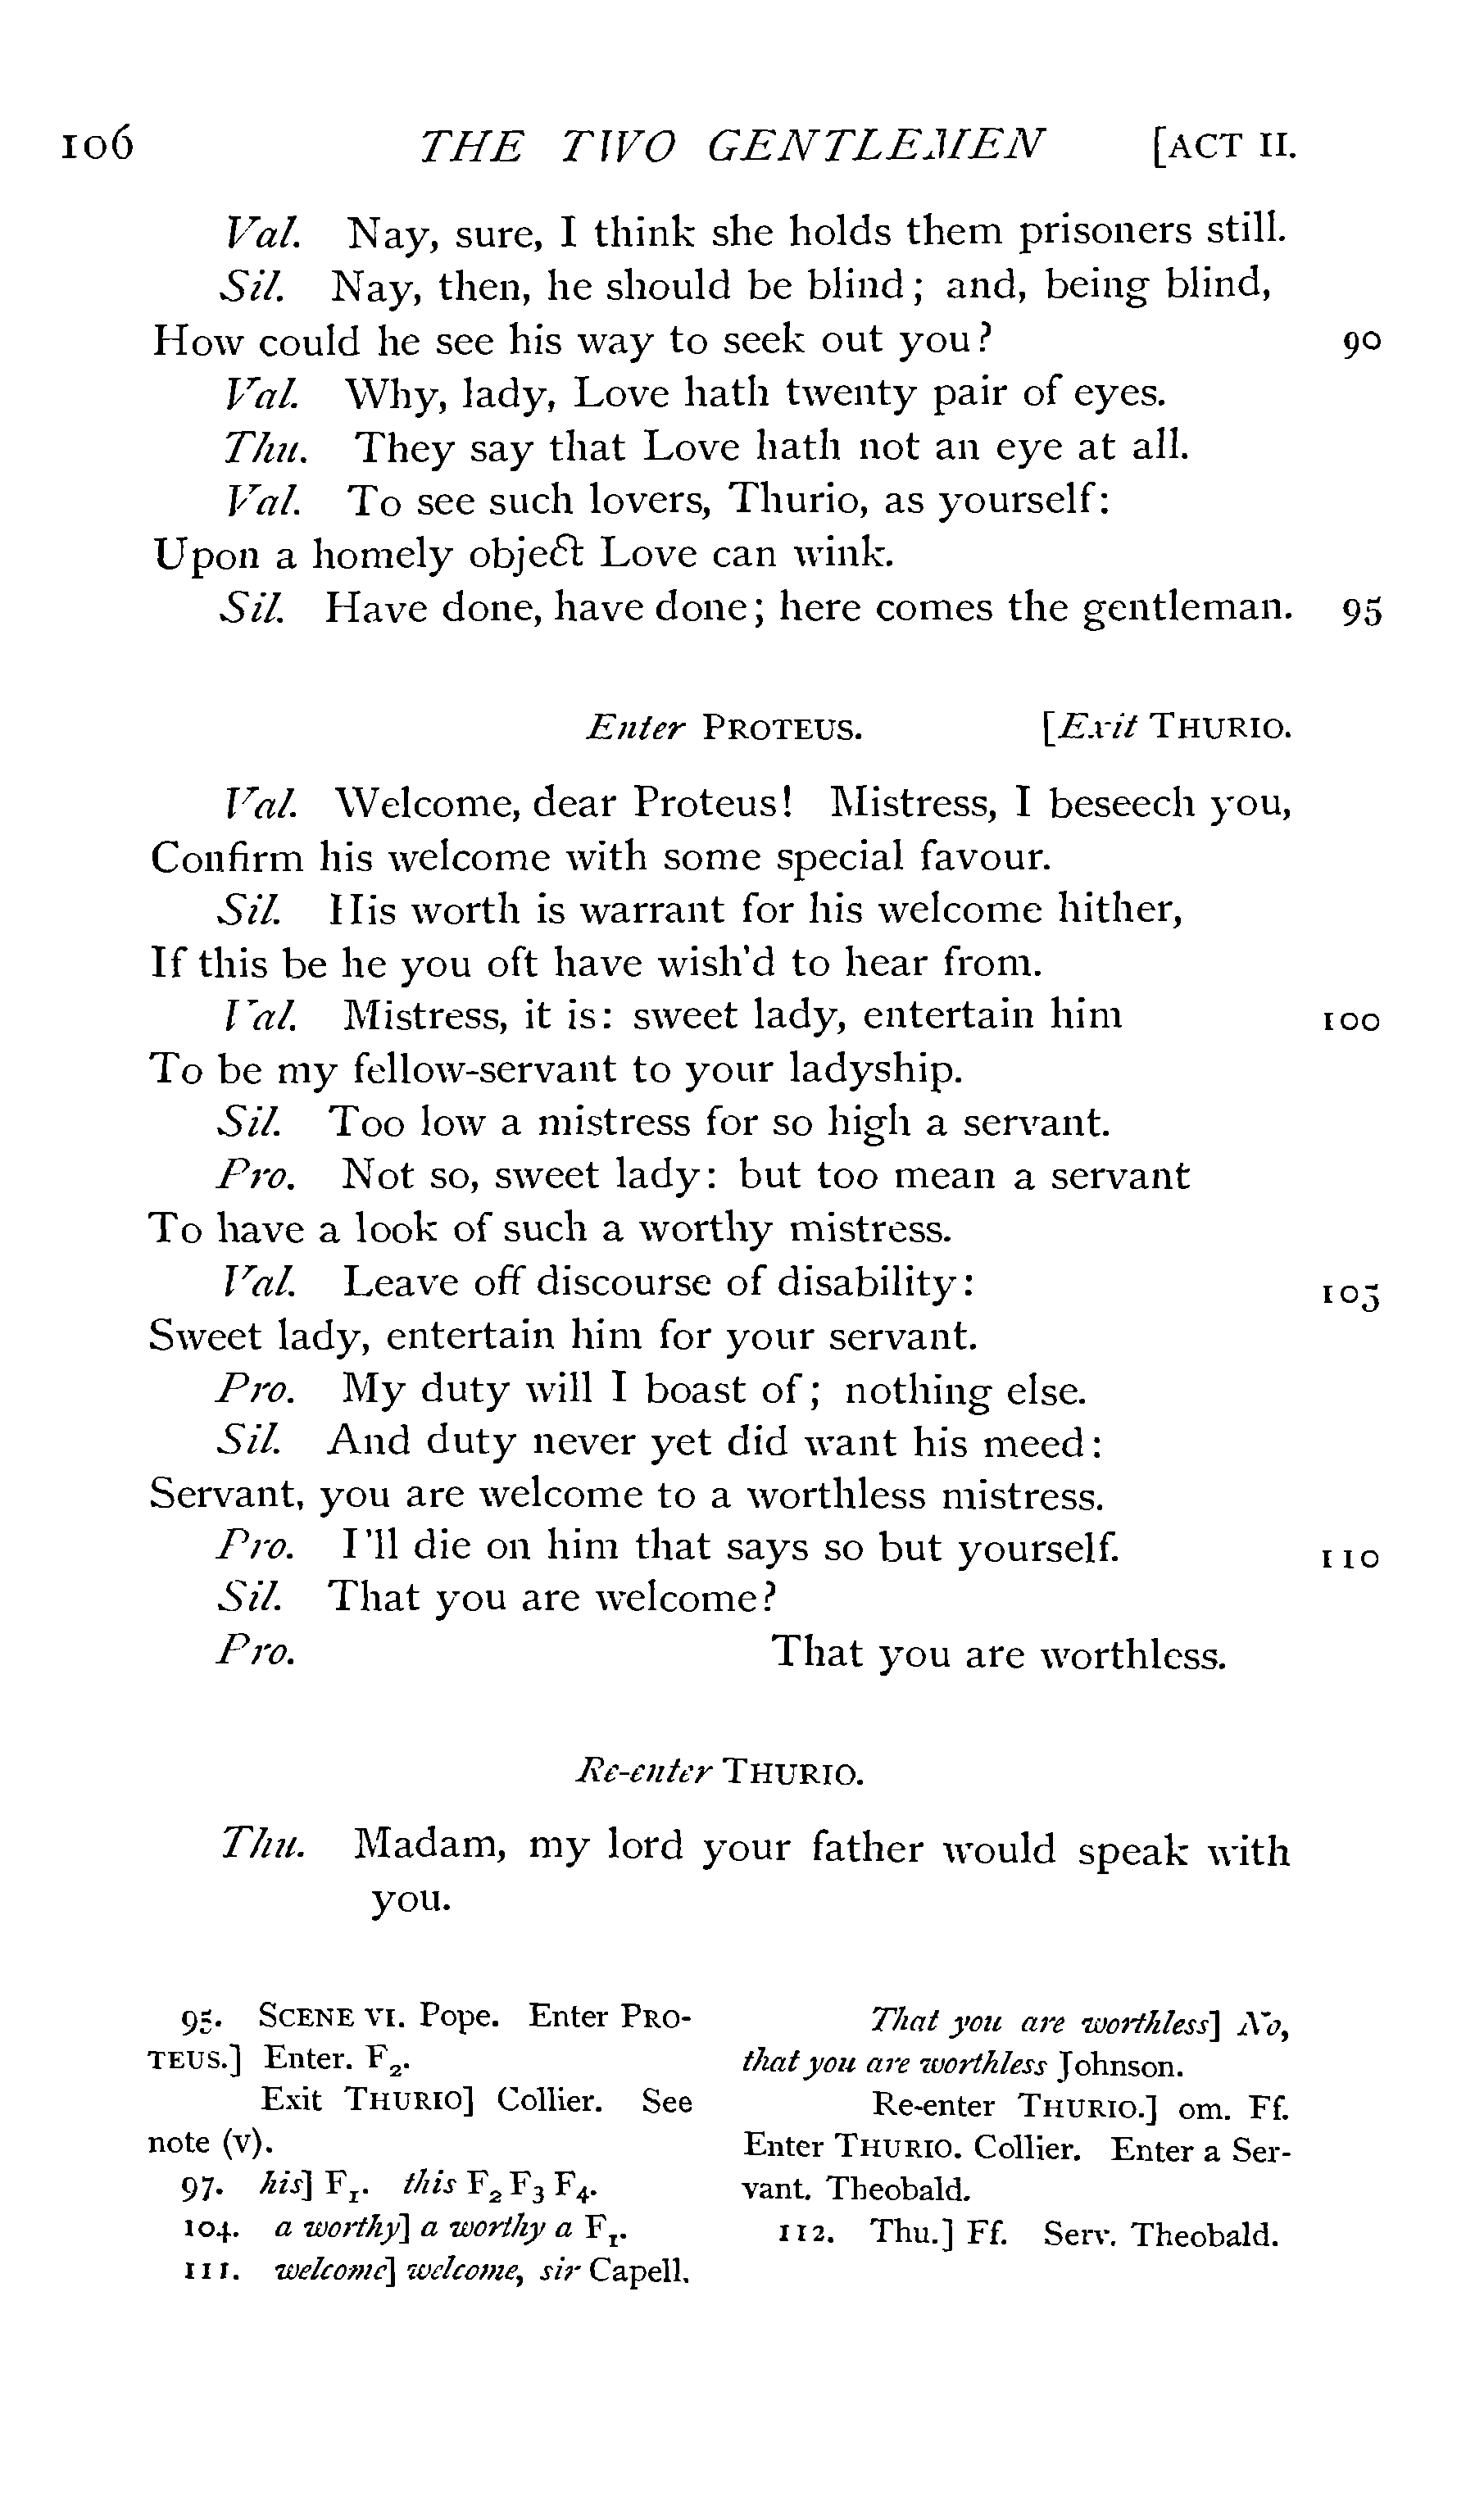 106 THE TWO GENTLEMEN [ACT II.
Val. Nay, sure, I think she holds them prisoners still.
Sil. Nay, then, he should be blind; and, being blind,
How could he see his way to seek out you? 90
Val. Why, lady, Love hath twenty pair of eyes.
Thu. They say that Love hath not an eye at all.
Val. To see such lovers, Thurio, as yourself:
Upon a homely object Love can wink.
Sil. Have done, have done; here comes the gentleman. 95
Enter PROTEUS. [Exit THURIO.
Val. Welcome, dear Proteus! Mistress, I beseech you,
Confirm his welcome with some special favour.
Sil. His worth is warrant for his welcome hither,
If this be he you oft have wish'd to hear from.
Val. Mistress, it is: sweet lady, entertain him 100
To be my fellow-servant to your ladyship.
Sil. Too low a mistress for so high a servant.
Pro. Not so, sweet lady: but too mean a servant
To have a look of such a worthy mistress.
Val. Leave off discourse of disability: 105
Sweet lady, entertain him for your servant.
Pro. My duty will I boast of; nothing else.
Sil. And duty never yet did want his meed:
Servant, you are welcome to a worthless mistress.
Pro. I'll die on him that says so but yourself. 110
Sil. That you are welcome?
Pro. That you are worthless.
Re-enter THURIO.
Thu. Madam, my lord your father would speak with
you.
95. SCENE VI. Pope. Enter PRO-
TEUS.] Enter. F2.
Exit THURIO] Collier. See
note (v).
97. his] F1. this F2 F3 F4.
104. a worthy] a worthy a F1.
111. welcome] welcome, sir Capell.
That you are worthless] No,
that you are worthless Johnson.
Re-enter THURIO.] om. Ff.
Enter THURIO. Collier. Enter a Ser-
vant. Theobald.
112. Thu.] Ff. Serv. Theobald.